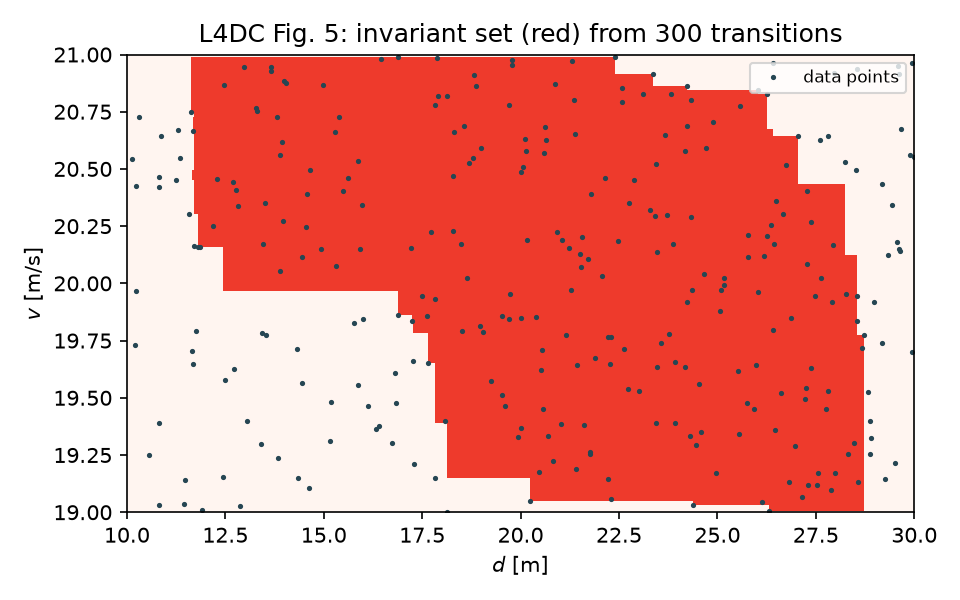 L4DC Fig. 5: invariant set (red) from 300 transitions
21.00
20.75
20.50
20.25
20.00
19.75
19.50
19.25
19.00
v [m/s]
data points
10.0 12.5 15.0 17.5 20.0 22.5 25.0 27.5 30.0
d [m]